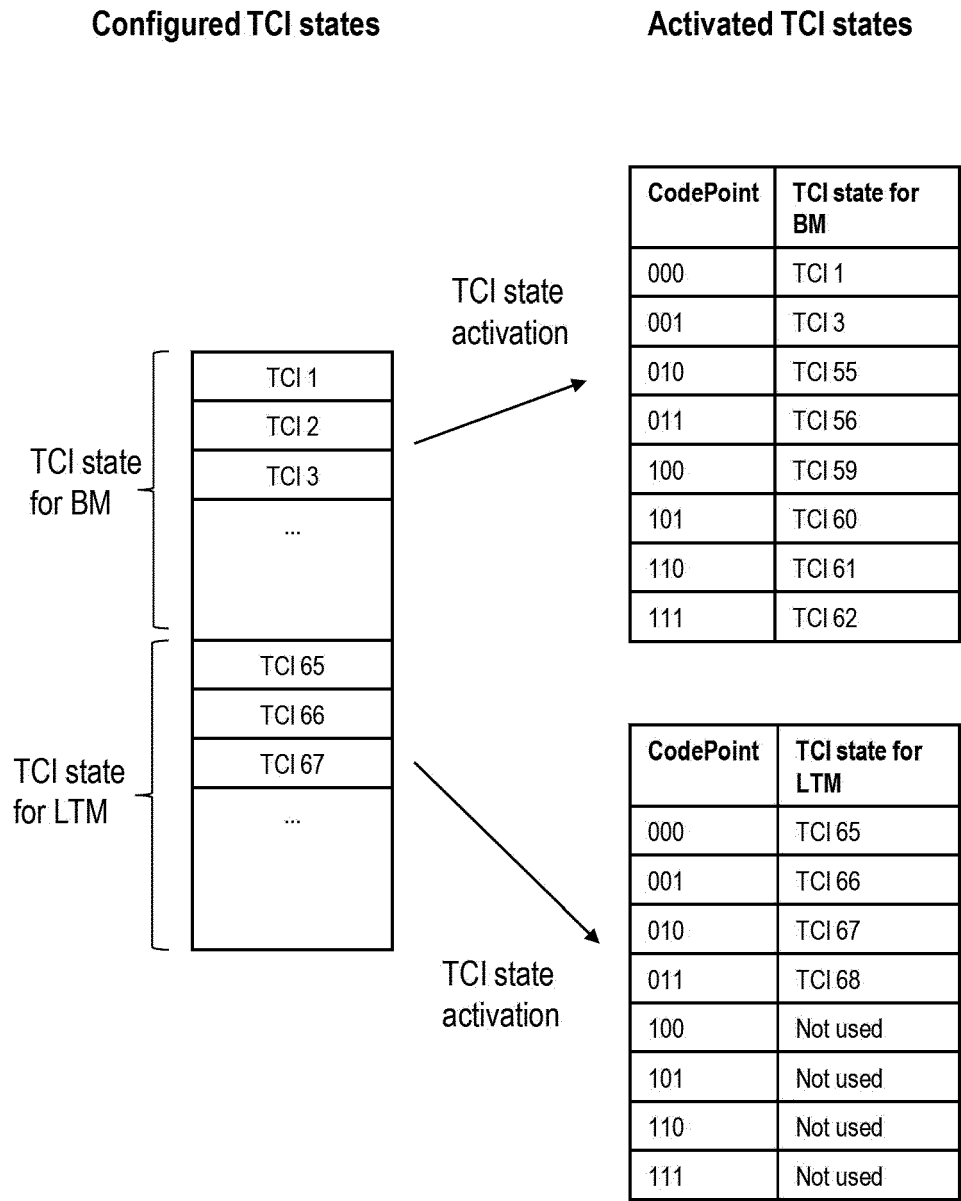 Configured TCI states
Activated TCI states
TCI state
for BM
TCI 1
TCI 2
TCI 3
...
TCI state
for LTM
TCI 65
TCI 66
TCI 67
...
TCI state
activation
TCI state
activation
CodePoint TCI state for
BM
000 TCI 1
001 TCI 3
010 TCI 55
011 TCI 56
100 TCI 59
101 TCI 60
110 TCI 61
111 TCI 62
CodePoint TCI state for
LTM
000 TCI 65
001 TCI 66
010 TCI 67
011 TCI 68
100 Not used
101 Not used
110 Not used
111 Not used